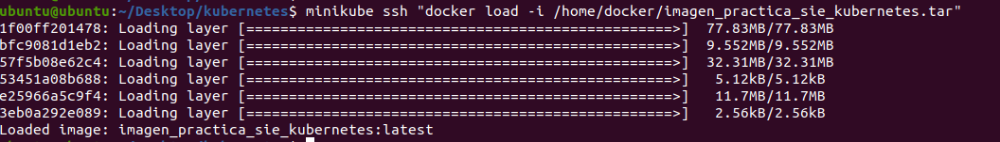 ubuntu@ubuntu:~/Desktop/kubernetes$ minikube ssh "docker load -i /home/docker/imagen_practica_sie_kubernetes.tar"
1f00ff201478: Loading layer [==================================================>]  77.83MB/77.83MB
bfc9081d1eb2: Loading layer [==================================================>]  9.552MB/9.552MB
57f5b08e62c4: Loading layer [==================================================>]  32.31MB/32.31MB
53451a08b688: Loading layer [==================================================>]   5.12kB/5.12kB
e25966a5c9f4: Loading layer [==================================================>]   11.7MB/11.7MB
3eb0a292e089: Loading layer [==================================================>]   2.56kB/2.56kB
Loaded image: imagen_practica_sie_kubernetes:latest